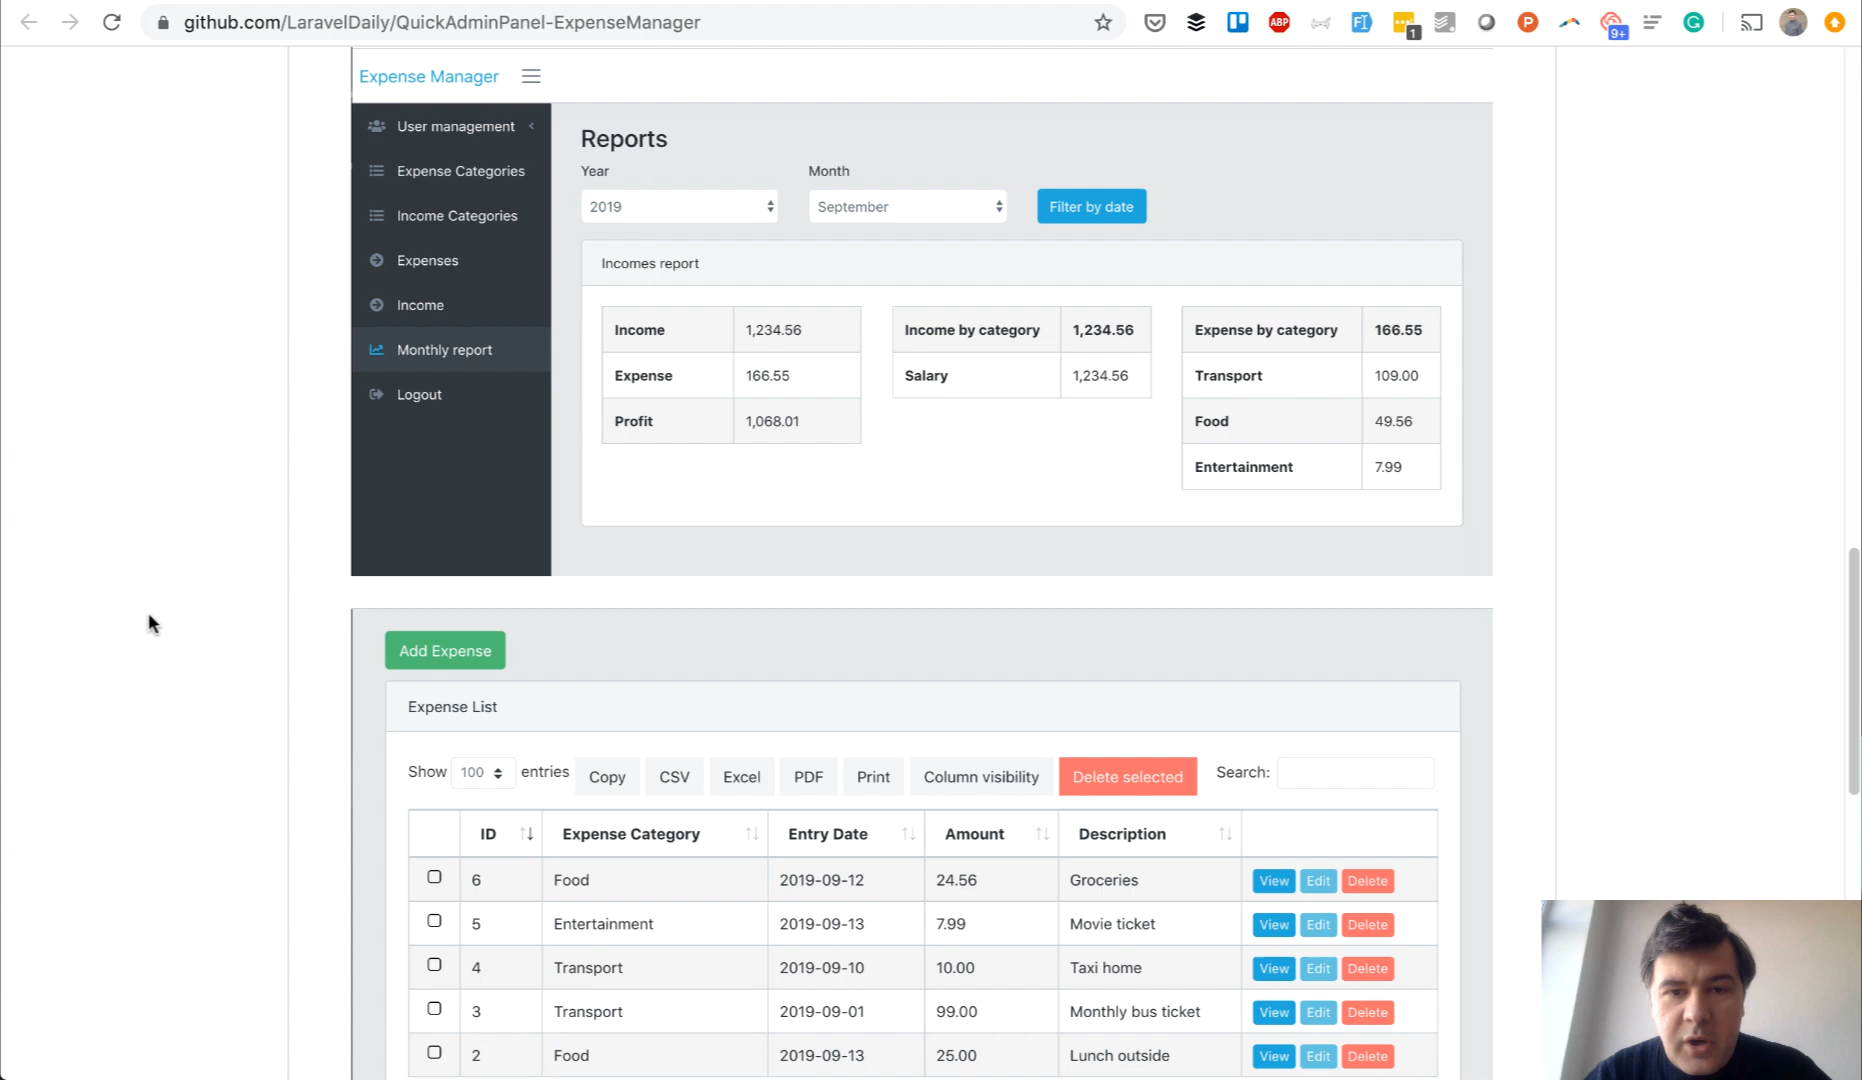 github.com/LaravelDaily/QuickAdminPanel-ExpenseManager
ABP
1
P
9+
Expense Manager
User management
Expense Categories
Income Categories
Expenses
Income
Monthly report
Logout
Reports
Year
Month
2019
September
Filter by date
Incomes report
Income 1,234.56
Expense 166.55
Profit 1,068.01
Income by category 1,234.56
Salary 1,234.56
Expense by category 166.55
Transport 109.00
Food 49.56
Entertainment 7.99
Add Expense
Expense List
Show 100 entries Copy CSV Excel PDF Print Column visibility Delete selected Search:
ID Expense Category Entry Date Amount Description
6 Food 2019-09-12 24.56 Groceries View Edit Delete
5 Entertainment 2019-09-13 7.99 Movie ticket View Edit Delete
4 Transport 2019-09-10 10.00 Taxi home View Edit Delete
3 Transport 2019-09-01 99.00 Monthly bus ticket View Edit Delete
2 Food 2019-09-13 25.00 Lunch outside View Edit Delete